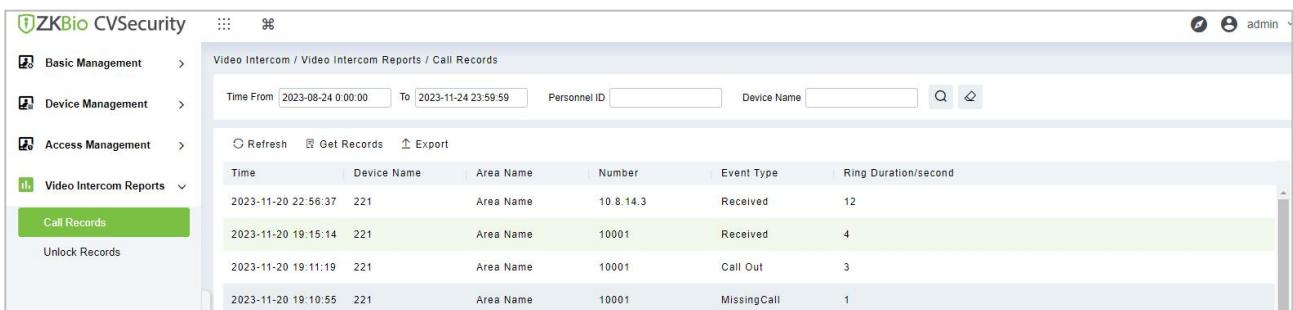 ZKBio CVSecurity
admin
Basic Management
Device Management
Access Management
Video Intercom Reports
Call Records
Unlock Records
Video Intercom / Video Intercom Reports / Call Records
Time From 2023-08-24 0:00:00 To 2023-11-24 23:59:59 Personnel ID Device Name
Refresh Get Records Export
Time Device Name Area Name Number Event Type Ring Duration/second
2023-11-20 22:56:37 221 Area Name 10.8.14.3 Received 12
2023-11-20 19:15:14 221 Area Name 10001 Received 4
2023-11-20 19:11:19 221 Area Name 10001 Call Out 3
2023-11-20 19:10:55 221 Area Name 10001 MissingCall 1